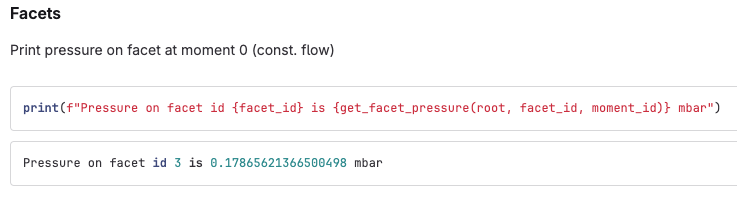 Facets
Print pressure on facet at moment 0 (const. flow)
print(f"Pressure on facet id {facet_id} is {get_facet_pressure(root, facet_id, moment_id)} mbar")
Pressure on facet id 3 is 0.17865621366500498 mbar